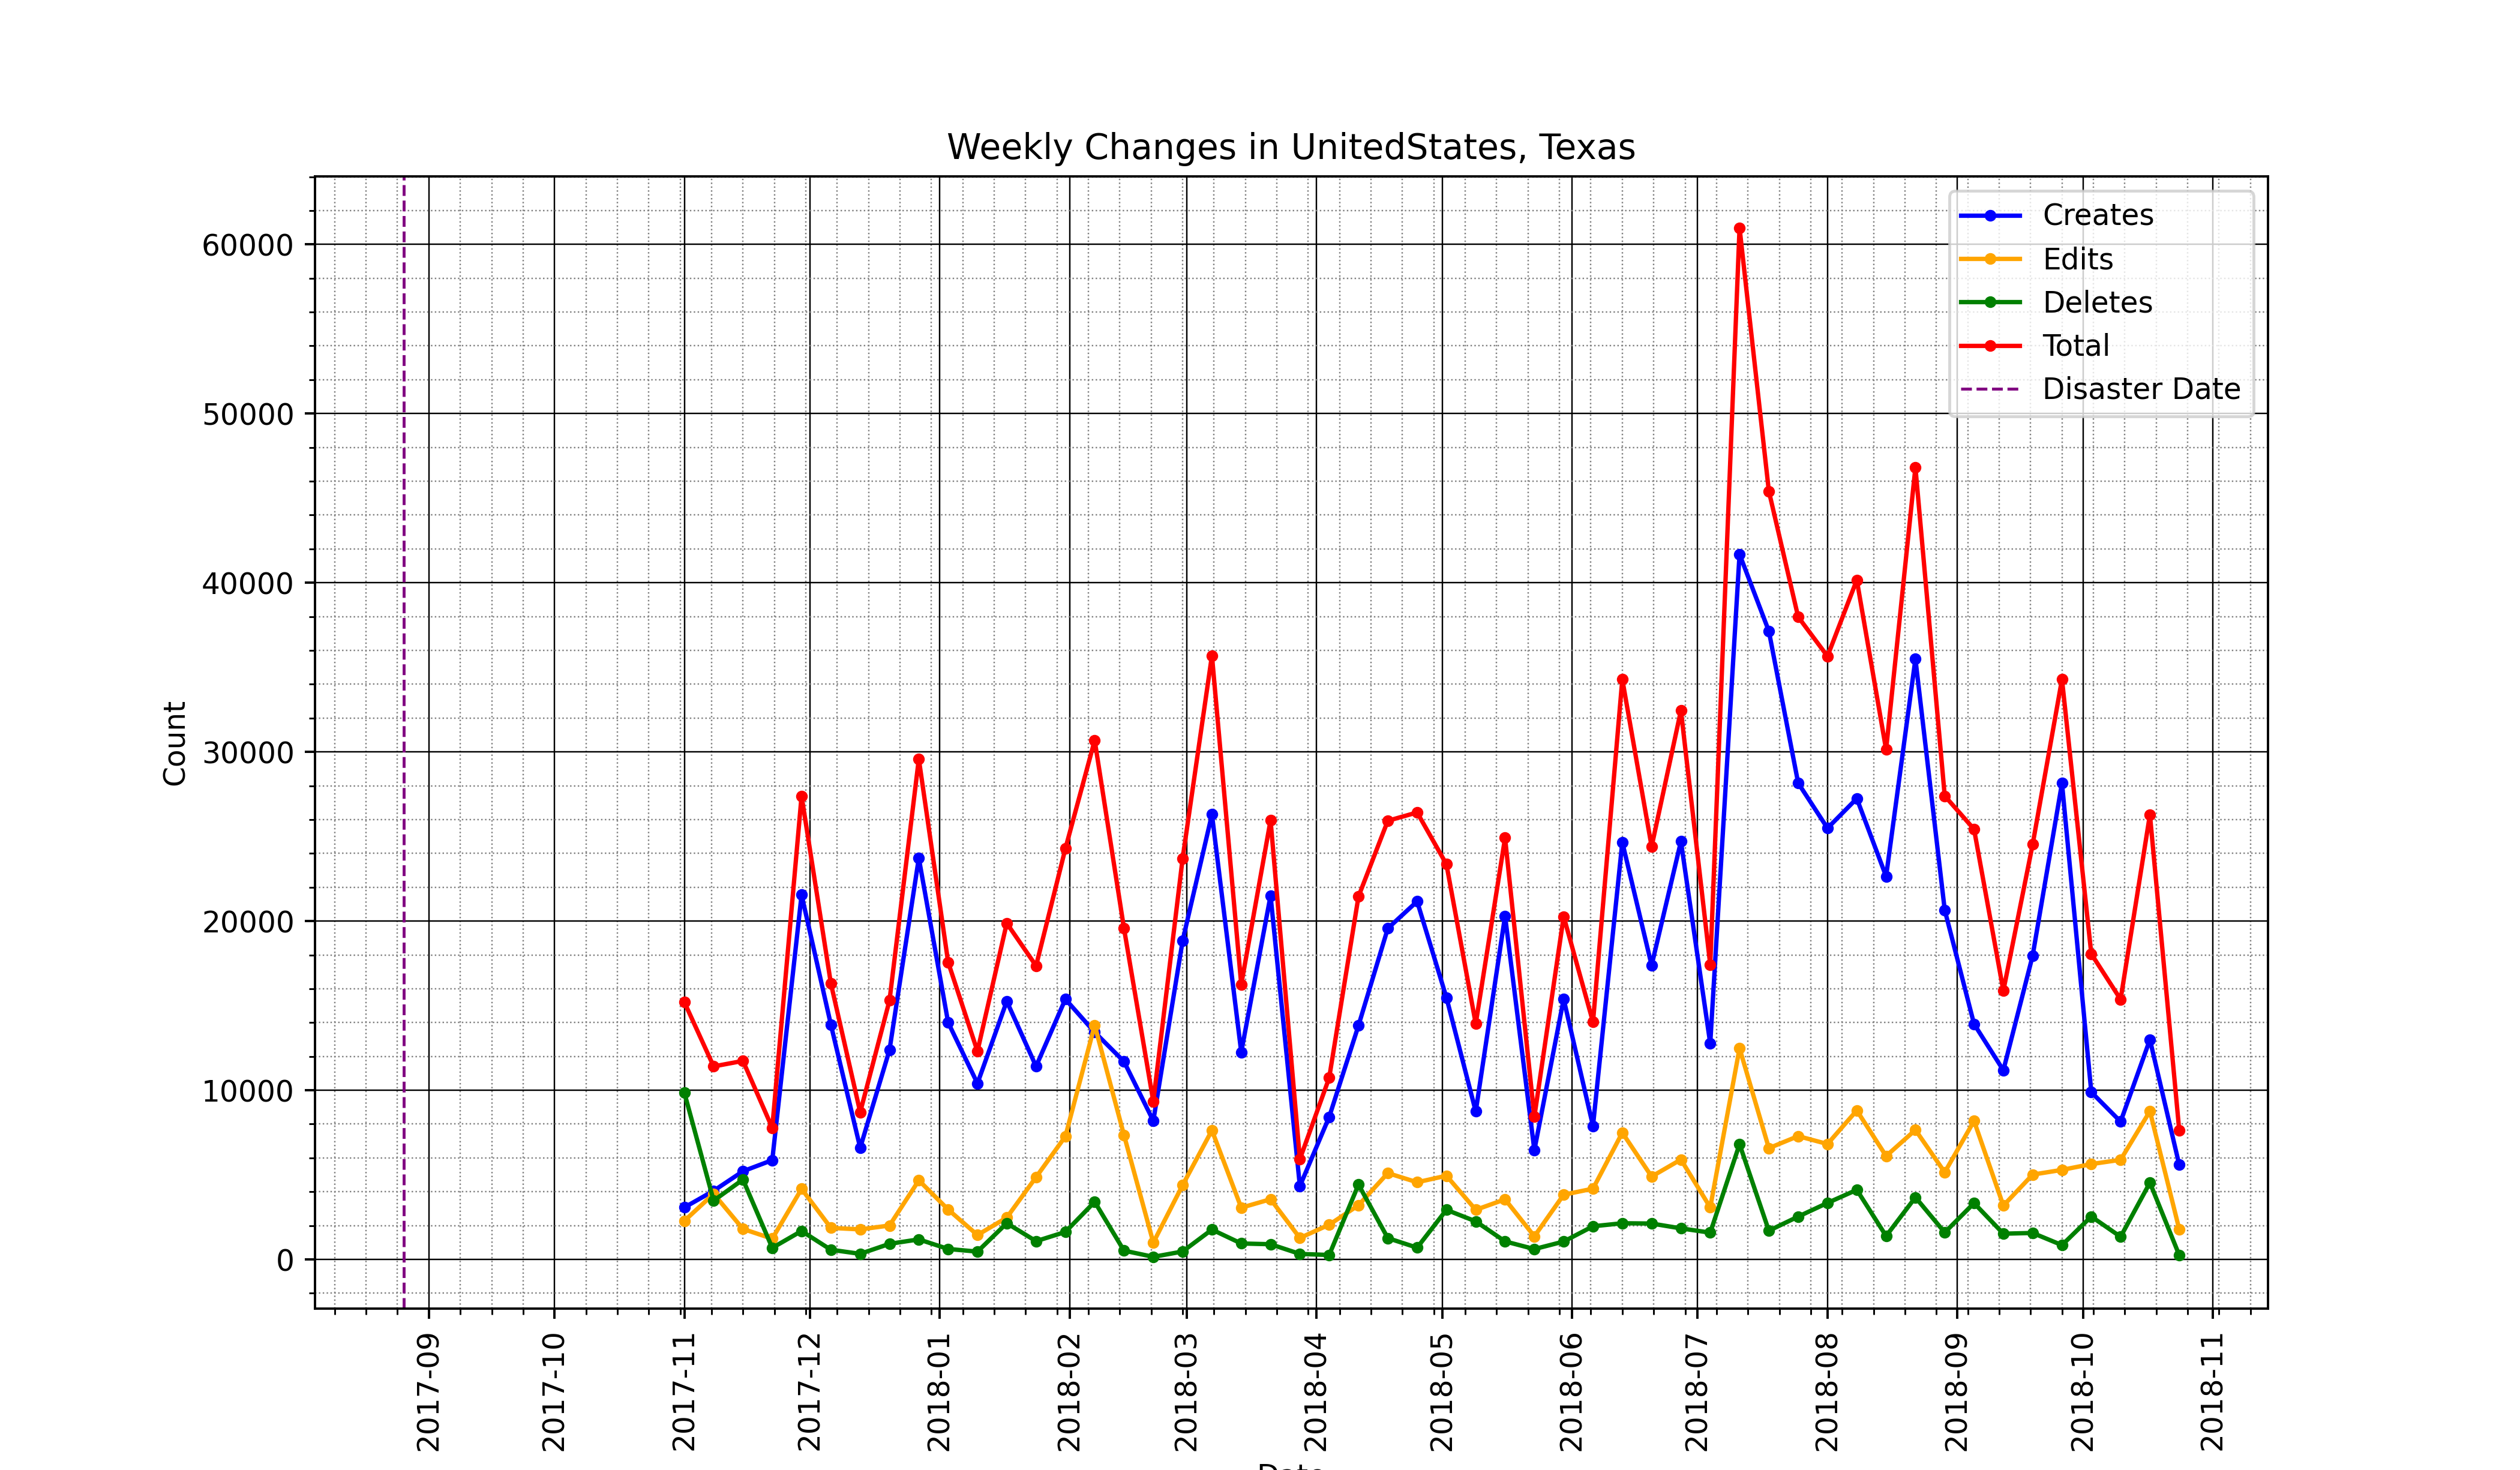 Weekly Changes in UnitedStates, Texas
Creates
Edits
Deletes
Total
Disaster Date
60000
50000
40000
30000
20000
10000
0
Count
2017-09
2017-10
2017-11
2017-12
2018-01
2018-02
2018-03
2018-04
2018-05
2018-06
2018-07
2018-08
2018-09
2018-10
2018-11
Date